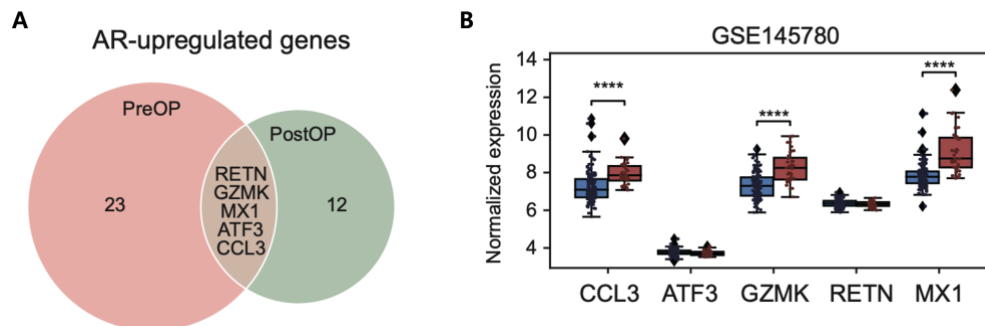 A
AR-upregulated genes
PreOP
PostOP
23
RETN
GZMK
MX1
ATF3
CCL3
12
B
GSE145780
Normalized expression
14
12
10
8
6
4
****
****
****
CCL3 ATF3 GZMK RETN MX1